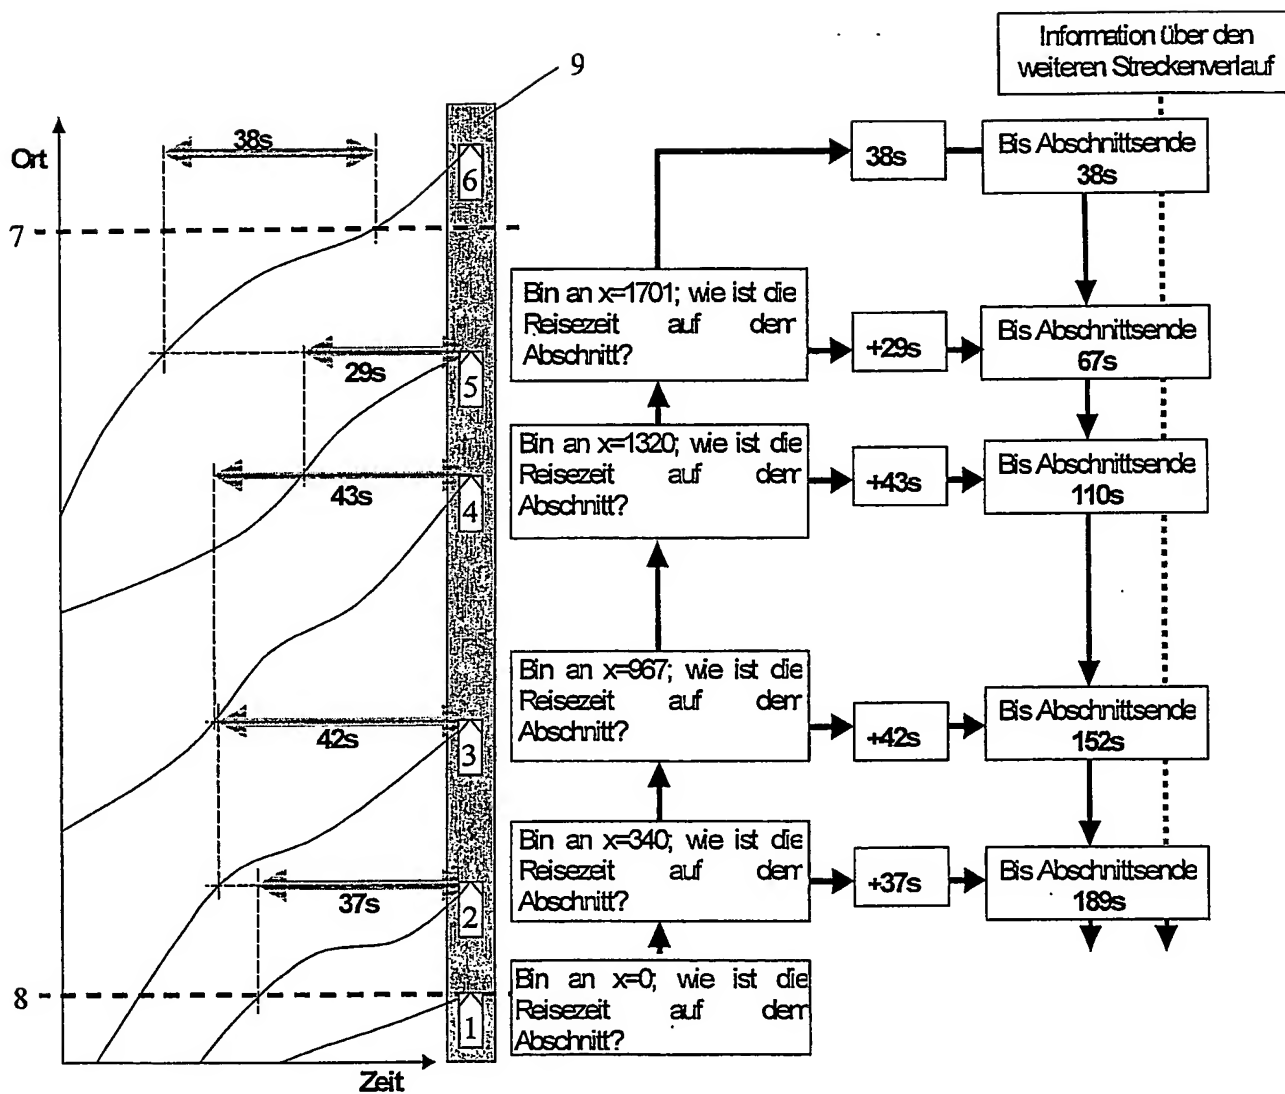 Information über den
weiteren Streckenverlauf
9
Ort
38s
6
38s
Bis Abschnittsende
38s
7
Bin an x=1701; wie ist die
Reisezeit auf dem
Abschnitt?
+29s
Bis Abschnittsende
67s
29s
5
Bin an x=1320; wie ist die
Reisezeit auf dem
Abschnitt?
+43s
Bis Abschnittsende
110s
43s
4
Bin an x=967; wie ist die
Reisezeit auf dem
Abschnitt?
+42s
Bis Abschnittsende
152s
42s
3
Bin an x=340; wie ist die
Reisezeit auf dem
Abschnitt?
+37s
Bis Abschnittsende
189s
37s
2
8
Bin an x=0; wie ist die
Reisezeit auf dem
Abschnitt?
1
Zeit